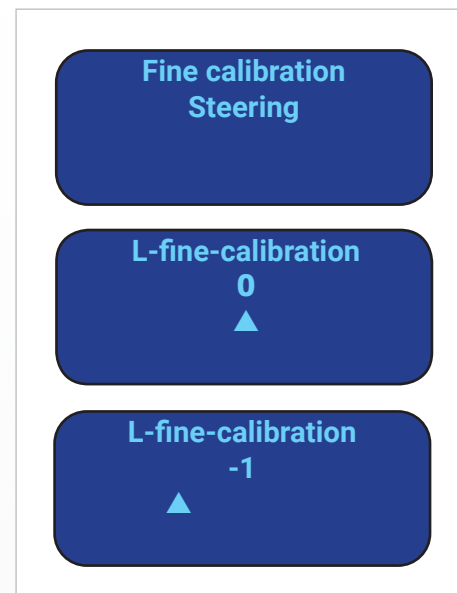 Fine calibration
Steering
L-fine-calibration
0
L-fine-calibration
-1